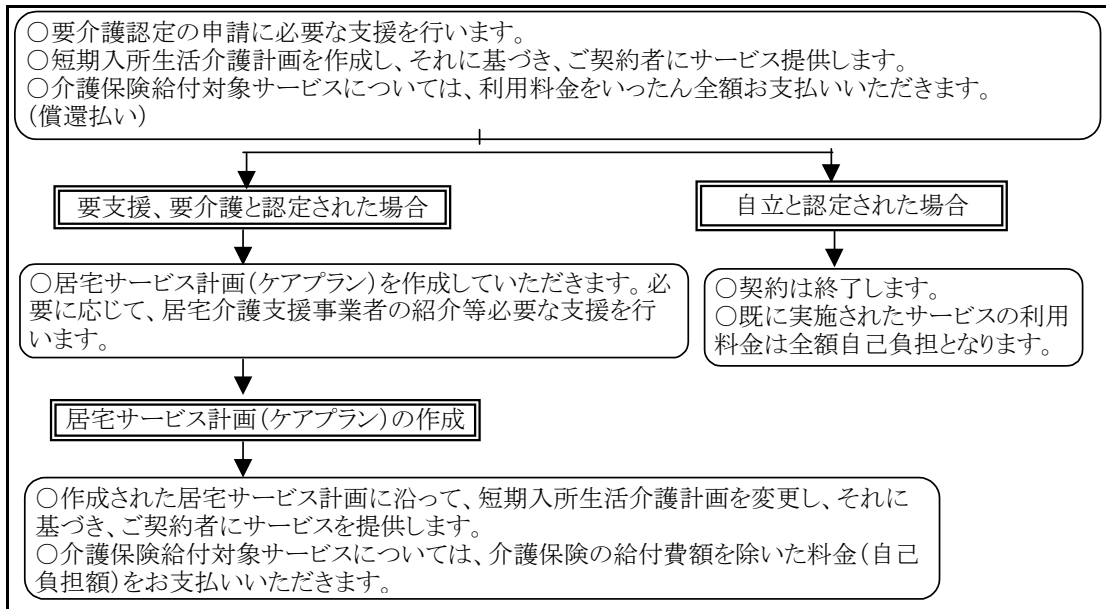 ○要介護認定の申請に必要な支援を行います。
○短期入所生活介護計画を作成し、それに基づき、ご契約者にサービス提供します。
○介護保険給付対象サービスについては、利用料金をいったん全額お支払いいただきます。
(償還払い)
要支援、要介護と認定された場合
自立と認定された場合
○居宅サービス計画(ケアプラン)を作成していただきます。必
要に応じて、居宅介護支援事業者の紹介等必要な支援を行
います。
○契約は終了します。
○既に実施されたサービスの利用
料金は全額自己負担となります。
居宅サービス計画(ケアプラン)の作成
○作成された居宅サービス計画に沿って、短期入所生活介護計画を変更し、それに
基づき、ご契約者にサービスを提供します。
○介護保険給付対象サービスについては、介護保険の給付費額を除いた料金(自己
負担額)をお支払いいただきます。